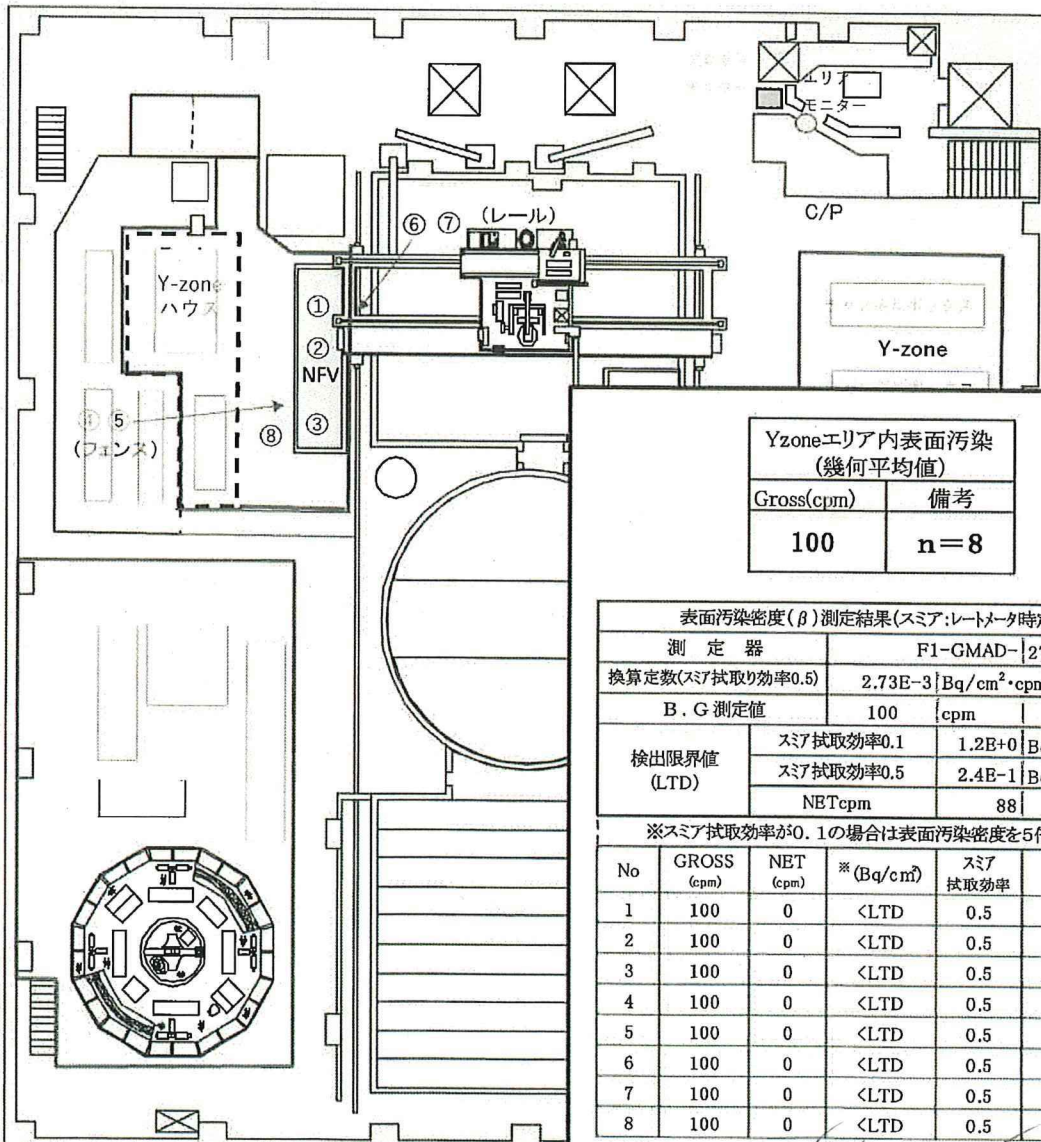 エリア
モニター
C/P
⑥ ⑦ (レール)
Y-zone
ハウス
①
②
NFV
③
④ ⑤
(フェンス)
⑧
Y-zone
Yzoneエリア内表面汚染
(幾何平均値)
Gross(cpm) 備考
100 n=8
表面汚染密度(β)測定結果(スミア:レートメータ時定
測 定 器 F1-GMAD- 2
換算定数(スミア拭取り効率0.5) 2.73E-3 Bq/cm²・cpm
B.G測定値 100 cpm
検出限界値
(LTD)
スミア拭取効率0.1 1.2E+0 B
スミア拭取効率0.5 2.4E-1 B
NETcpm 88
※スミア拭取効率が0.1の場合は表面汚染密度を5倍
No GROSS (cpm) NET (cpm) ※(Bq/cm²) スミア 拭取効率
1 100 0 <LTD 0.5
2 100 0 <LTD 0.5
3 100 0 <LTD 0.5
4 100 0 <LTD 0.5
5 100 0 <LTD 0.5
6 100 0 <LTD 0.5
7 100 0 <LTD 0.5
8 100 0 <LTD 0.5